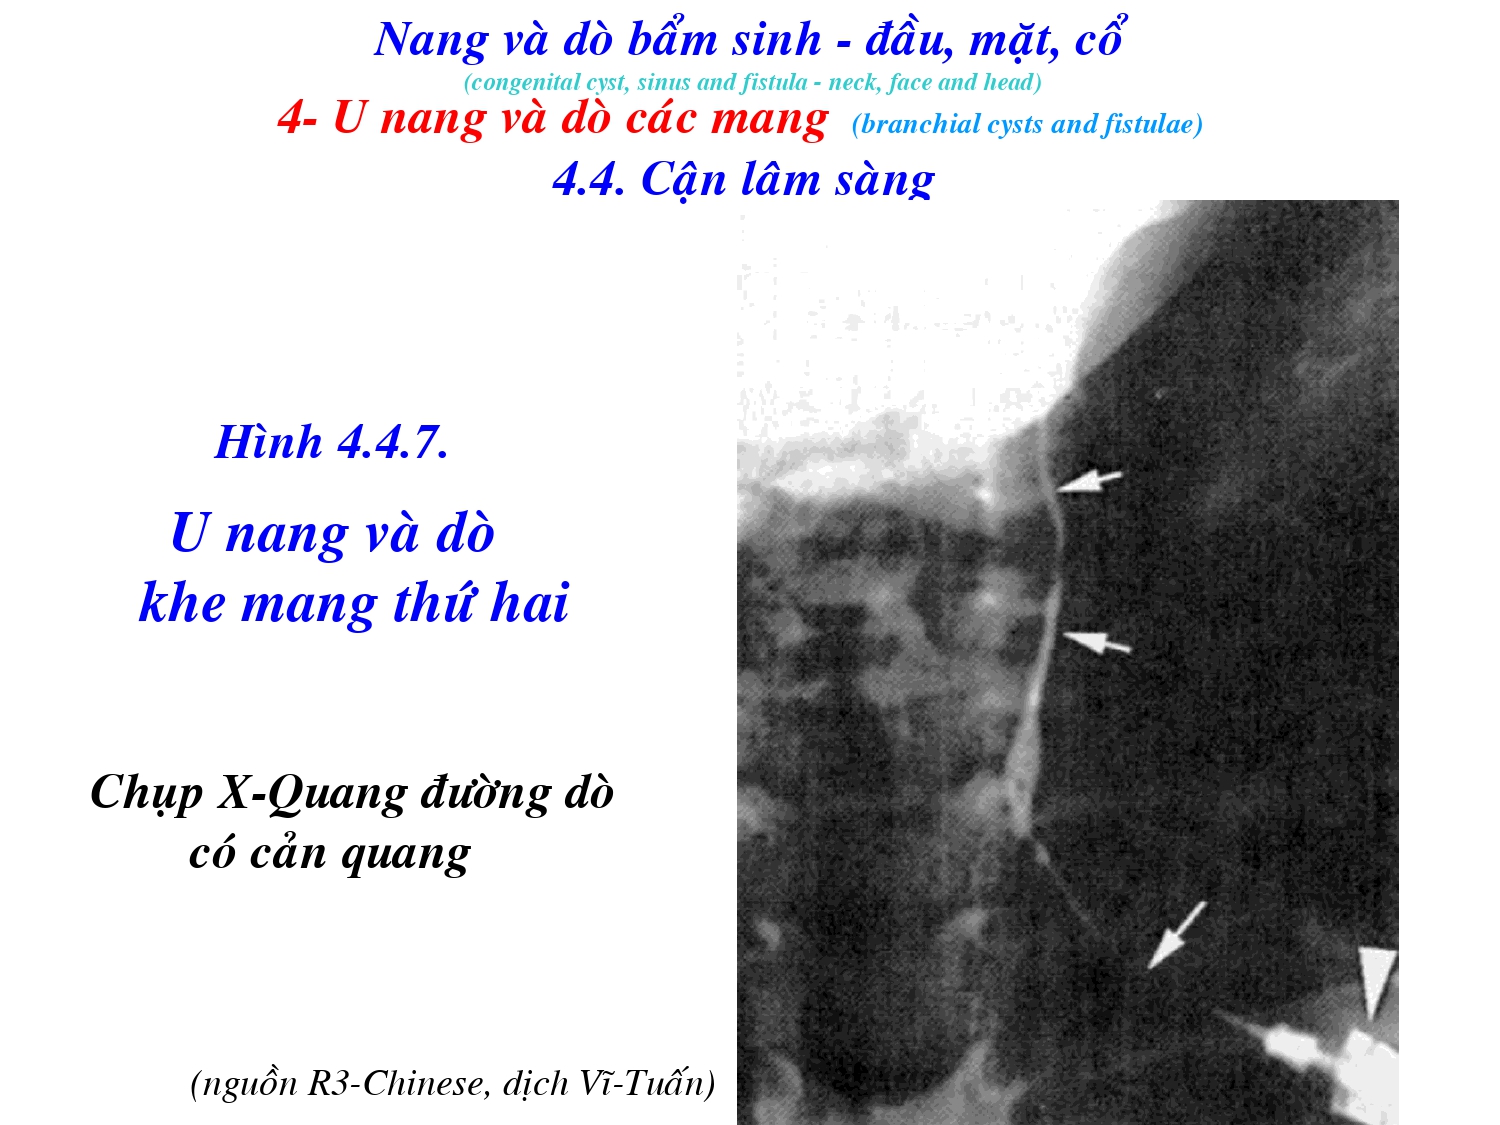 Nang và dò bẩm sinh - đầu, mặt, cổ
(congenital cyst, sinus and fistula - neck, face and head)
4- U nang và dò các mang (branchial cysts and fistulae)
4.4. Cận lâm sàng
Hình 4.4.7.
U nang và dò
khe mang thứ hai
Chụp X-Quang đường dò
có cản quang
(nguồn R3-Chinese, dịch Vĩ-Tuấn)